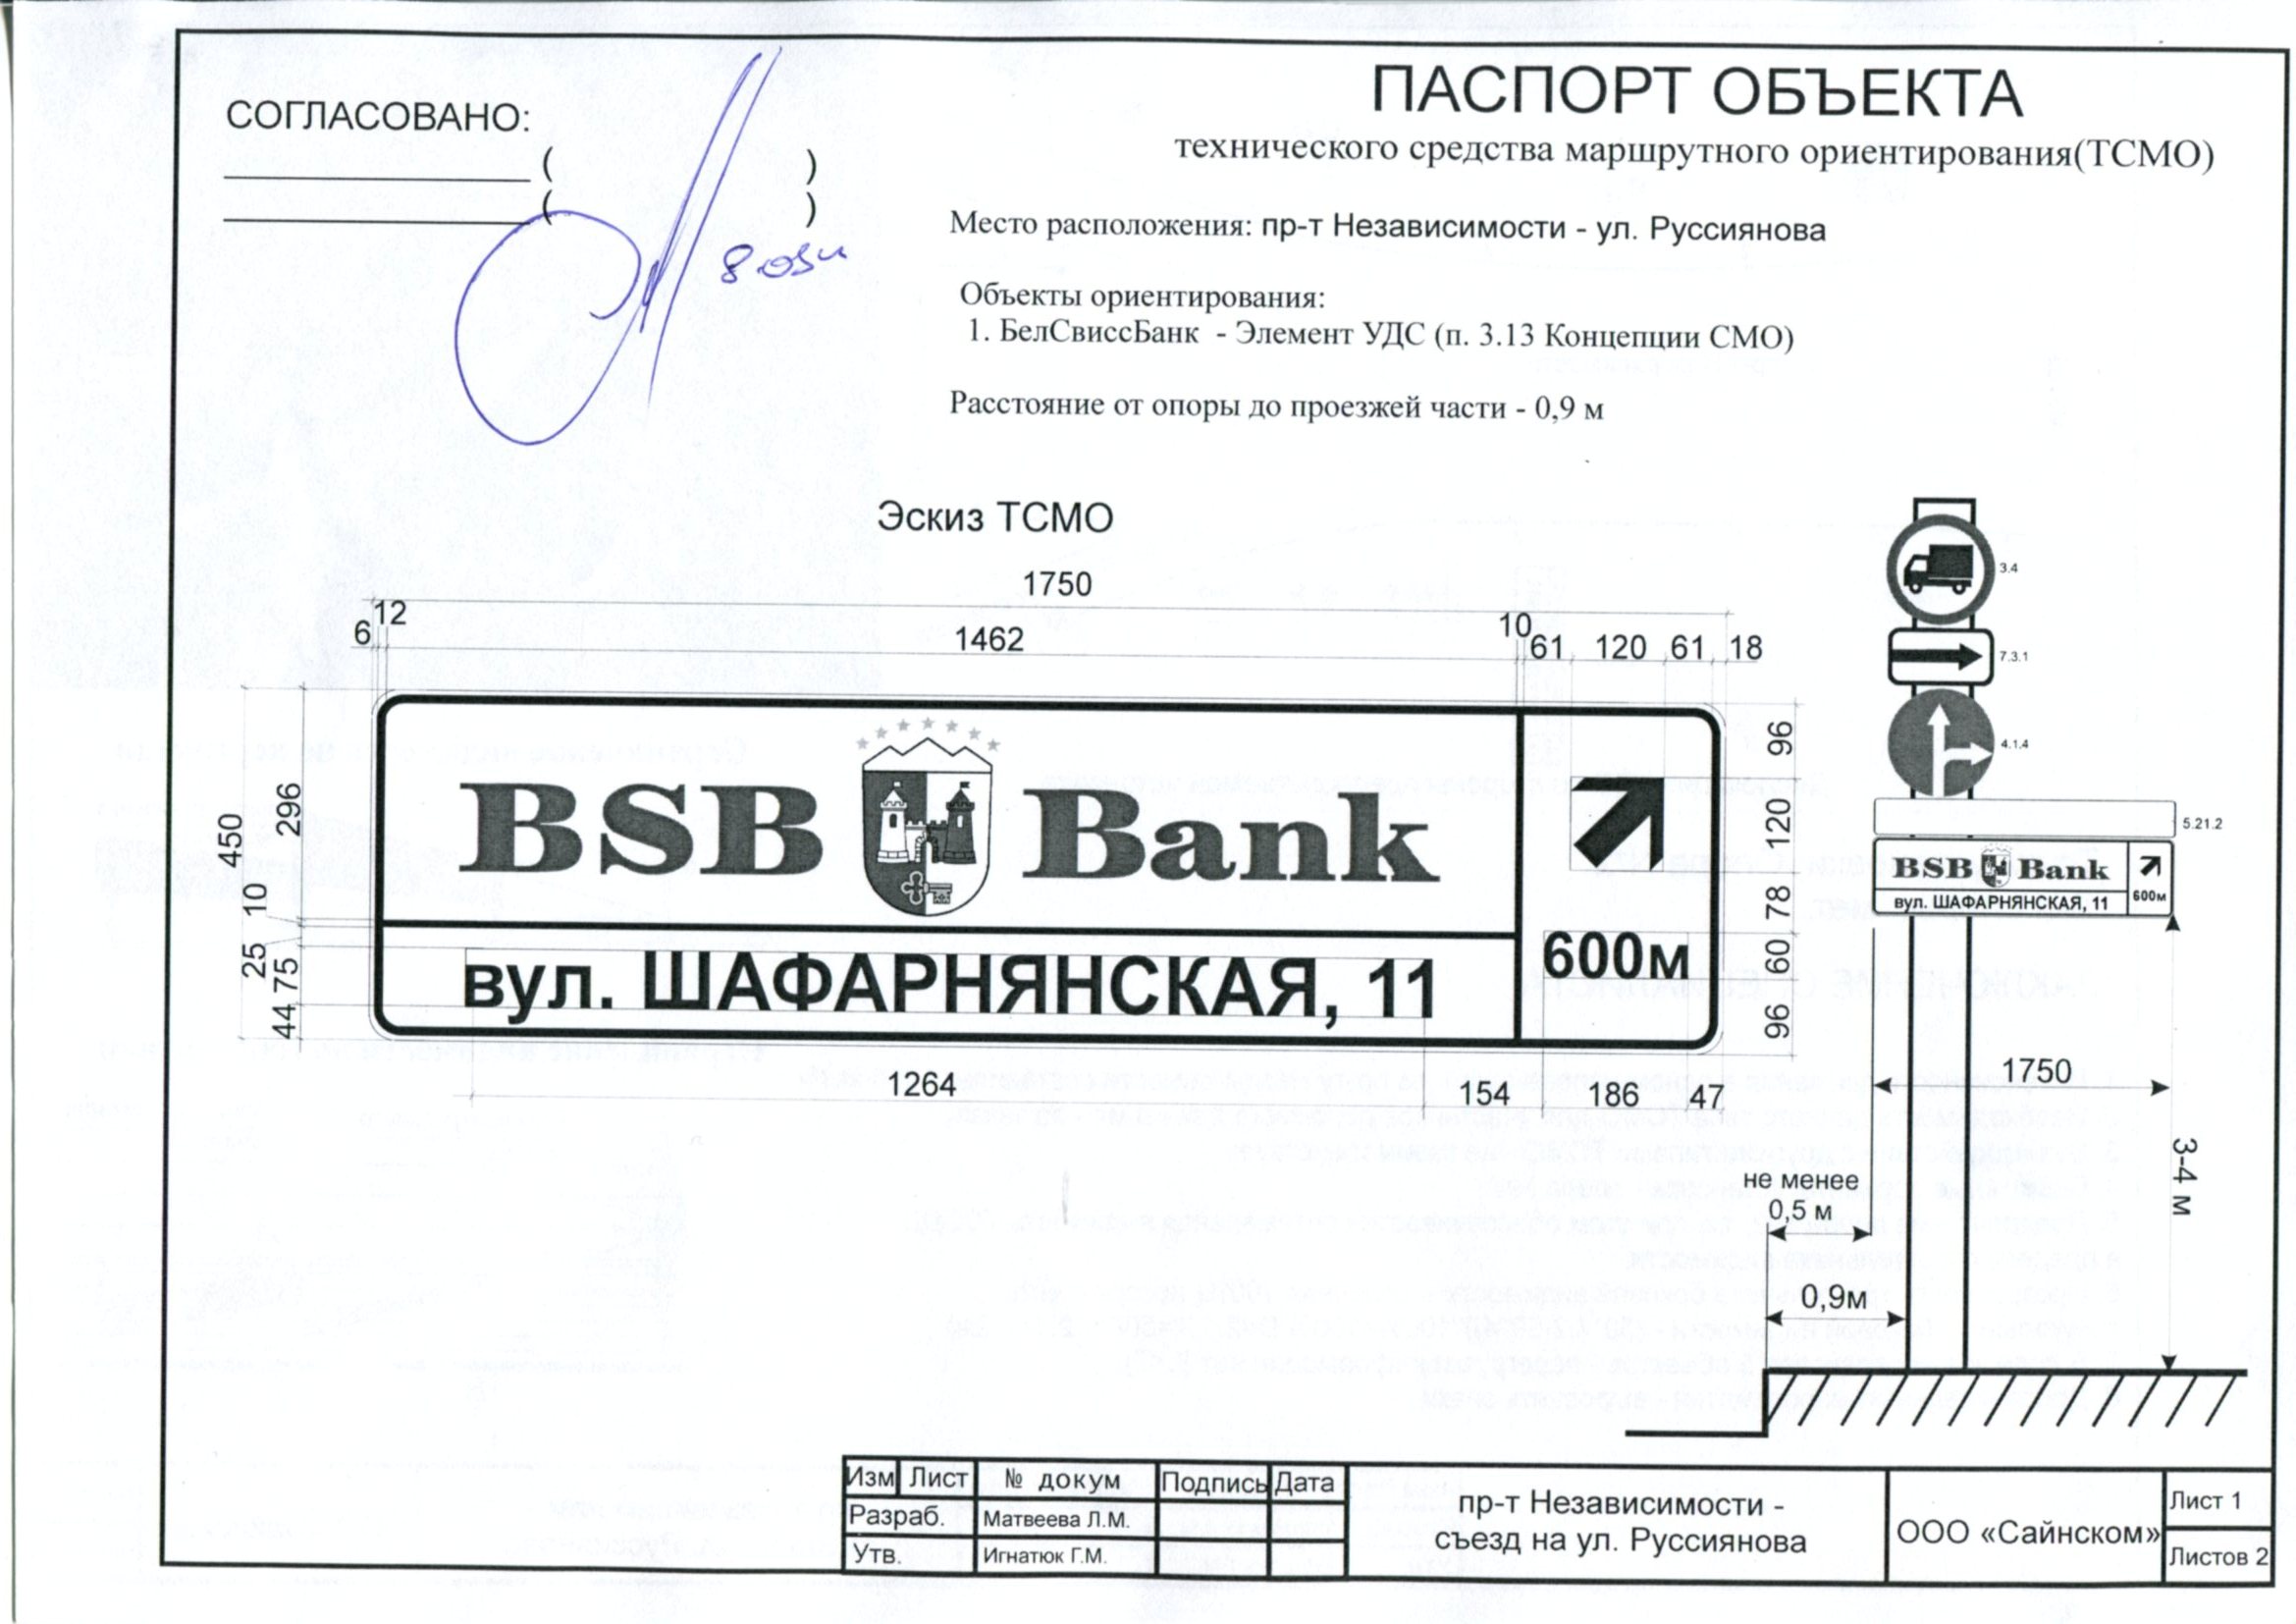 СОГЛАСОВАНО:
( )
( )
ПАСПОРТ ОБЪЕКТА
технического средства маршрутного ориентирования(ТСМО)
Место расположения: пр-т Независимости - ул. Руссиянова
Объекты ориентирования:
1. БелСвиссБанк - Элемент УДС (п. 3.13 Концепции СМО)
Расстояние от опоры до проезжей части - 0,9 м
Эскиз ТСМО
1750
6 12 1462 10 61 120 61 18
450
296
10
25
75
44
BSB Bank
вул. ШАФАРНЯНСКАЯ, 11
600м
96
120
78
60
96
1264 154 186 47
3.4
7.3.1
4.1.4
5.21.2
BSB Bank
вул. ШАФАРНЯНСКАЯ, 11
600м
1750
3-4 м
не менее
0,5 м
0,9м
Изм Лист № докум Подпись Дата
Разраб. Матвеева Л.М.
Утв. Игнатюк Г.М.
пр-т Независимости -
съезд на ул. Руссиянова
ООО «Сайнском»
Лист 1
Листов 2